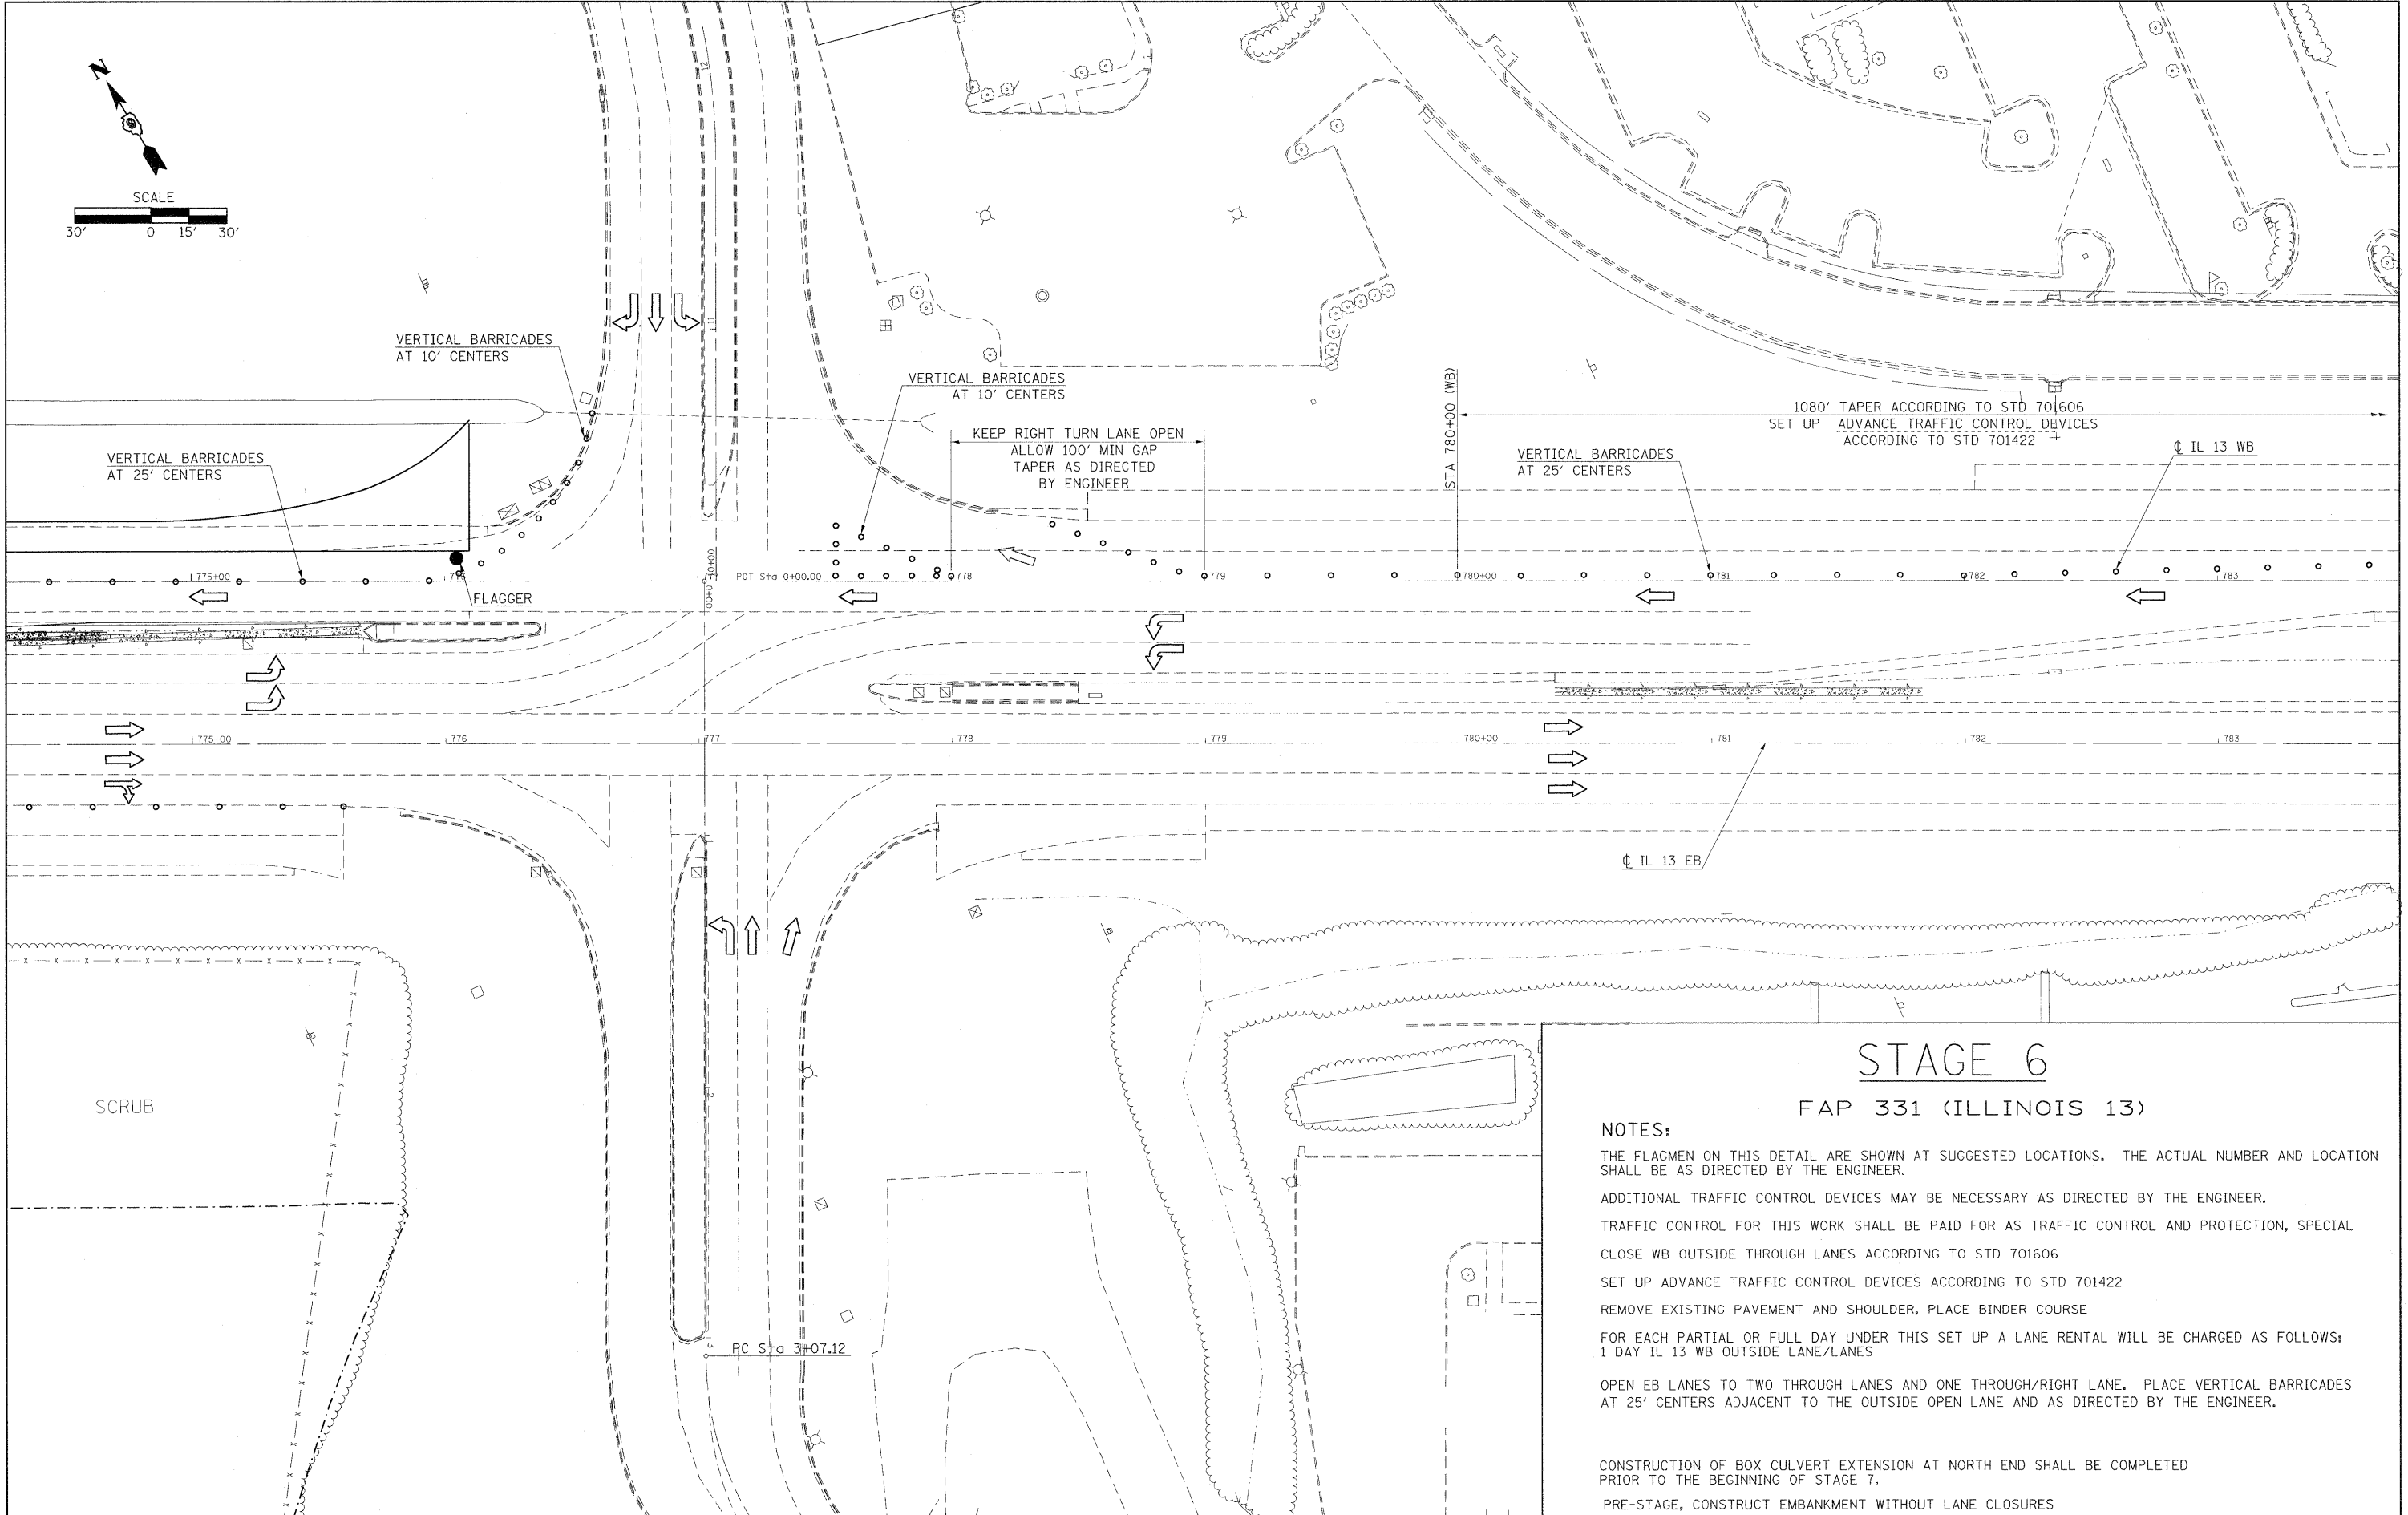 N
SCALE
30' 0 15' 30'
12
11
VERTICAL BARRICADES
AT 10' CENTERS
VERTICAL BARRICADES
AT 10' CENTERS
KEEP RIGHT TURN LANE OPEN
ALLOW 100' MIN GAP
TAPER AS DIRECTED
BY ENGINEER
STA 780+00 (WB)
1080' TAPER ACCORDING TO STD 701606
SET UP ADVANCE TRAFFIC CONTROL DEVICES
ACCORDING TO STD 701422
VERTICAL BARRICADES
AT 25' CENTERS
VERTICAL BARRICADES
AT 25' CENTERS
℄ IL 13 WB
10+00
0+00
775+00 776 POT Sta 0+00.00 778 779 780+00 781 782 783
FLAGGER
775+00 776 777 778 779 780+00 781 782 783
℄ IL 13 EB
SCRUB
2
3
PC Sta 3+07.12
STAGE 6
FAP 331 (ILLINOIS 13)
NOTES:
THE FLAGMEN ON THIS DETAIL ARE SHOWN AT SUGGESTED LOCATIONS. THE ACTUAL NUMBER AND LOCATION
SHALL BE AS DIRECTED BY THE ENGINEER.
ADDITIONAL TRAFFIC CONTROL DEVICES MAY BE NECESSARY AS DIRECTED BY THE ENGINEER.
TRAFFIC CONTROL FOR THIS WORK SHALL BE PAID FOR AS TRAFFIC CONTROL AND PROTECTION, SPECIAL
CLOSE WB OUTSIDE THROUGH LANES ACCORDING TO STD 701606
SET UP ADVANCE TRAFFIC CONTROL DEVICES ACCORDING TO STD 701422
REMOVE EXISTING PAVEMENT AND SHOULDER, PLACE BINDER COURSE
FOR EACH PARTIAL OR FULL DAY UNDER THIS SET UP A LANE RENTAL WILL BE CHARGED AS FOLLOWS:
1 DAY IL 13 WB OUTSIDE LANE/LANES
OPEN EB LANES TO TWO THROUGH LANES AND ONE THROUGH/RIGHT LANE. PLACE VERTICAL BARRICADES
AT 25' CENTERS ADJACENT TO THE OUTSIDE OPEN LANE AND AS DIRECTED BY THE ENGINEER.
CONSTRUCTION OF BOX CULVERT EXTENSION AT NORTH END SHALL BE COMPLETED
PRIOR TO THE BEGINNING OF STAGE 7.
PRE-STAGE, CONSTRUCT EMBANKMENT WITHOUT LANE CLOSURES